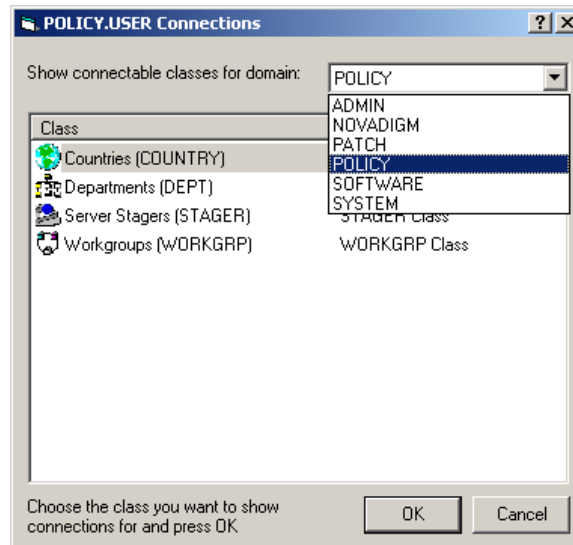 POLICY.USER Connections
Show connectable classes for domain: POLICY
ADMIN
NOVADIGM
PATCH
POLICY
SOFTWARE
SYSTEM
Class
Countries (COUNTRY)
Departments (DEPT)
Server Stagers (STAGER) STAGER Class
Workgroups (WORKGRP) WORKGRP Class
Choose the class you want to show
connections for and press OK
OK Cancel